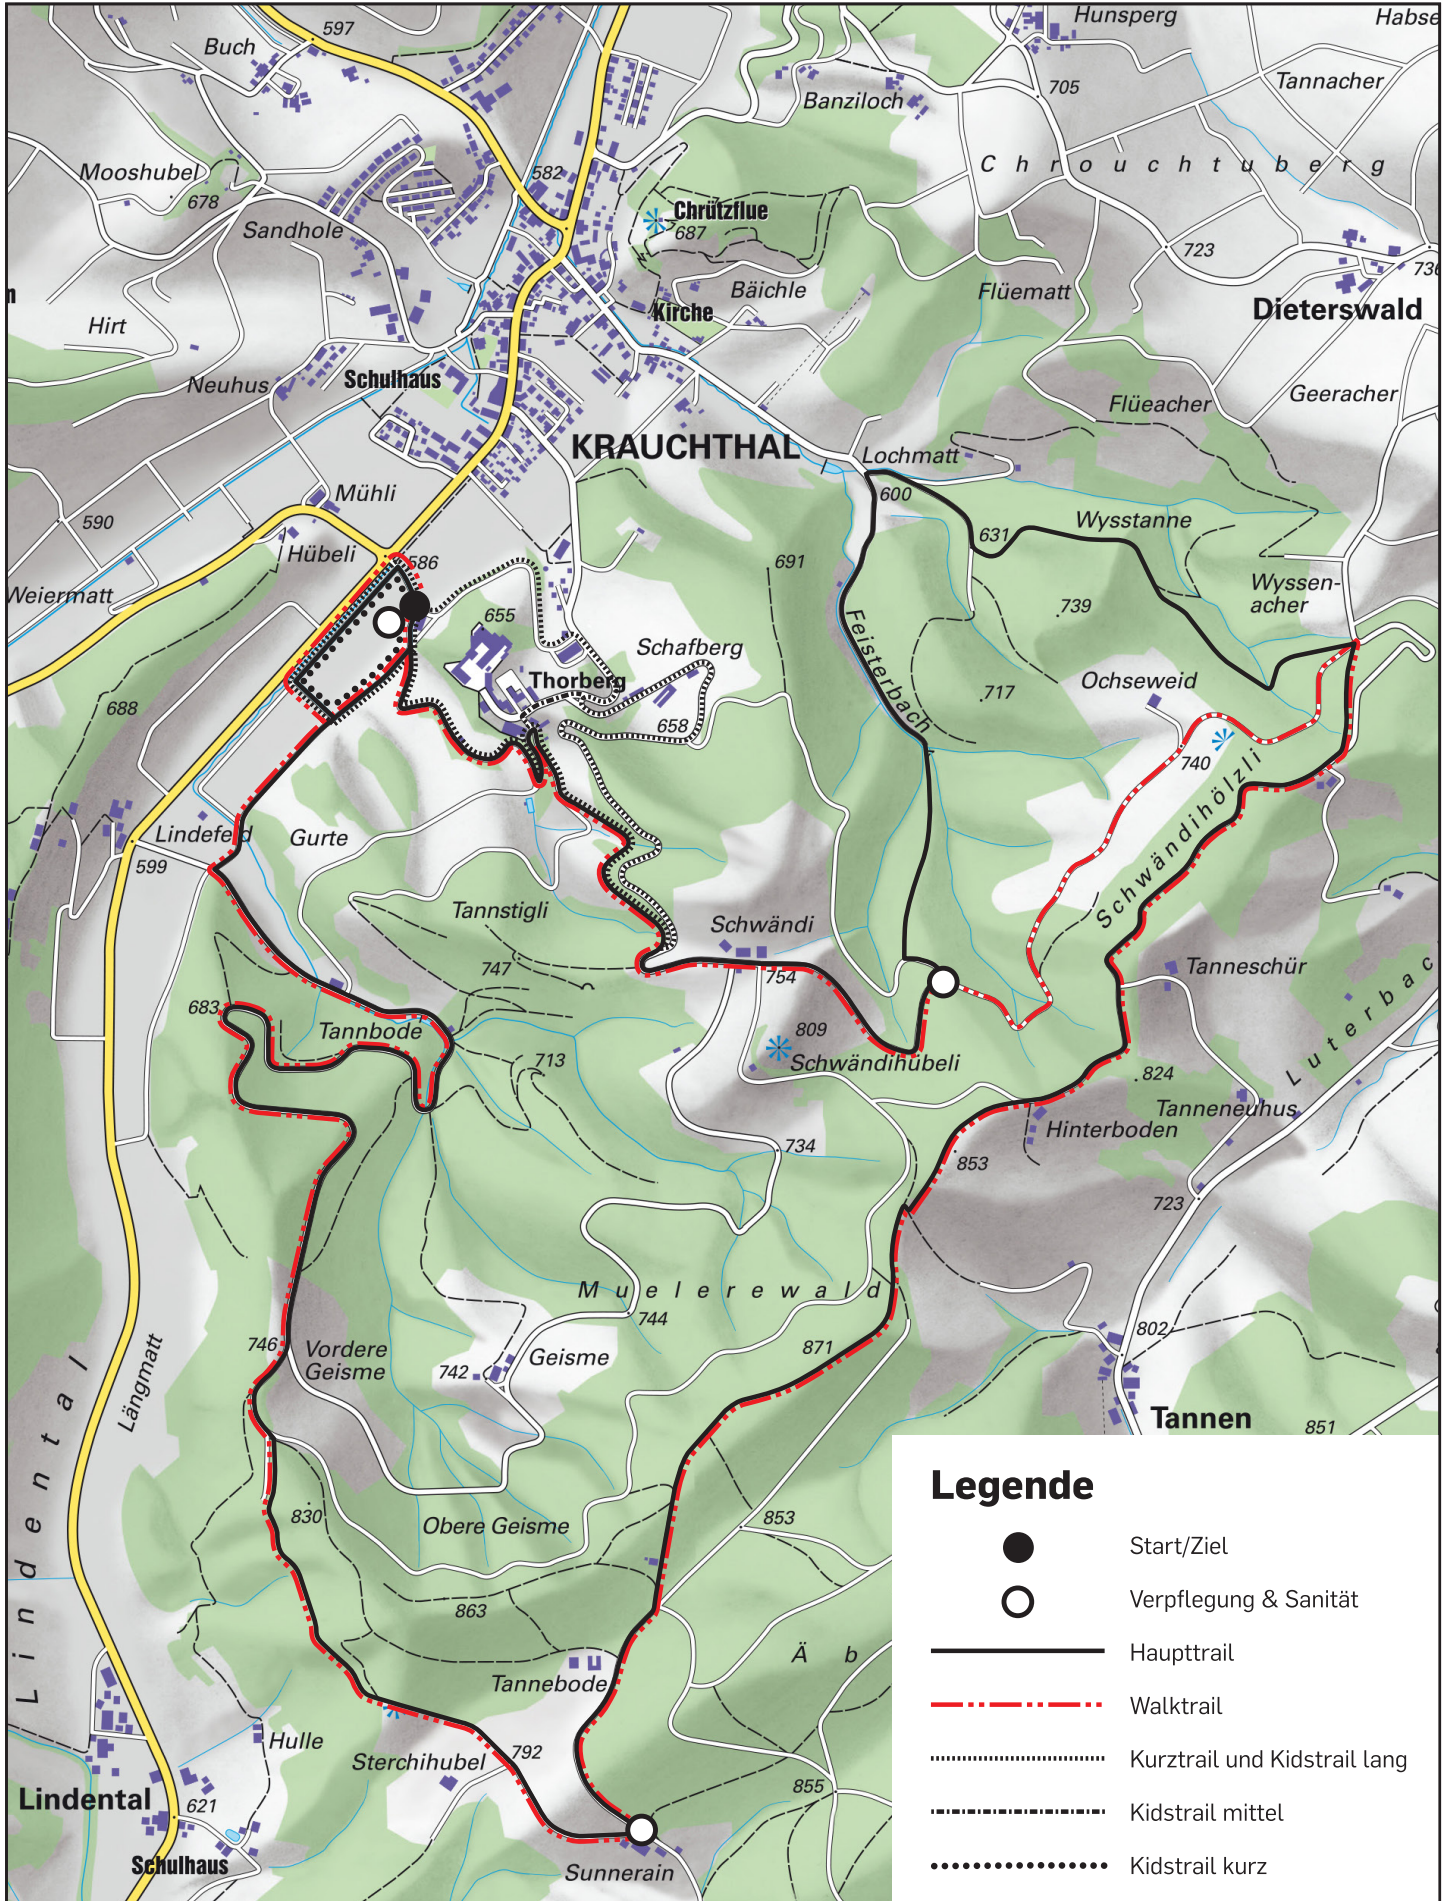 Hunsperg
Habse
597
Buch
Tannacher
Banziloch
705
Chrouchtuberg
Mooshubel
582
678
Chrützflue
687
Sandhole
723
736
Bäichle
Flüematt
Dieterswald
Kirche
Hirt
Schulhaus
Neuhus
Geeracher
Flüeacher
KRAUCHTHAL
Lochmatt
Mühli
600
590
Wysstanne
631
Hübeli
586
691
Weiermatt
Wyssen-
acher
739
655
Feisterbach
Schafberg
Thorberg
Ochseweid
717
688
658
740
Schwändihölzli
Lindefeld
Gurte
599
Tannstigli
Schwändi
747
754
Tanneschür
683
Tannbode
809
Luterbac
713
Schwändihübeli
824
Tanneneuhus
Hinterboden
734
853
723
Muelerewald
744
802
746
Vordere
Geisme
871
Geisme
742
Längmatt
Lindental
Tannen
851
830
Obere Geisme
853
863
Äb
Tannebode
Hulle
Sterchihubel
792
855
Lindental
621
Schulhaus
Sunnerain
Legende
Start/Ziel
Verpflegung & Sanität
Haupttrail
Walktrail
Kurztrail und Kidstrail lang
Kidstrail mittel
Kidstrail kurz